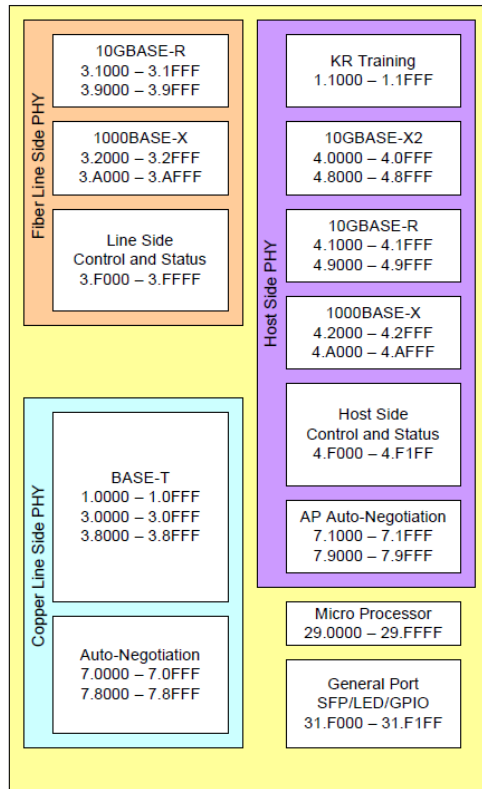 Fiber Line Side PHY
10GBASE-R
3.1000 – 3.1FFF
3.9000 – 3.9FFF
1000BASE-X
3.2000 – 3.2FFF
3.A000 – 3.AFFF
Line Side
Control and Status
3.F000 – 3.FFFF
Copper Line Side PHY
BASE-T
1.0000 – 1.0FFF
3.0000 – 3.0FFF
3.8000 – 3.8FFF
Auto-Negotiation
7.0000 – 7.0FFF
7.8000 – 7.8FFF
Host Side PHY
KR Training
1.1000 – 1.1FFF
10GBASE-X2
4.0000 – 4.0FFF
4.8000 – 4.8FFF
10GBASE-R
4.1000 – 4.1FFF
4.9000 – 4.9FFF
1000BASE-X
4.2000 – 4.2FFF
4.A000 – 4.AFFF
Host Side
Control and Status
4.F000 – 4.F1FF
AP Auto-Negotiation
7.1000 – 7.1FFF
7.9000 – 7.9FFF
Micro Processor
29.0000 – 29.FFFF
General Port
SFP/LED/GPIO
31.F000 – 31.F1FF